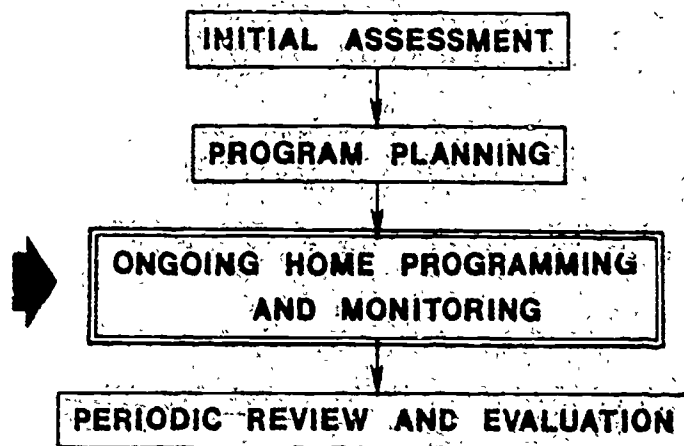 INITIAL ASSESSMENT
PROGRAM PLANNING
ONGOING HOME PROGRAMMING
AND MONITORING
PERIODIC REVIEW AND EVALUATION